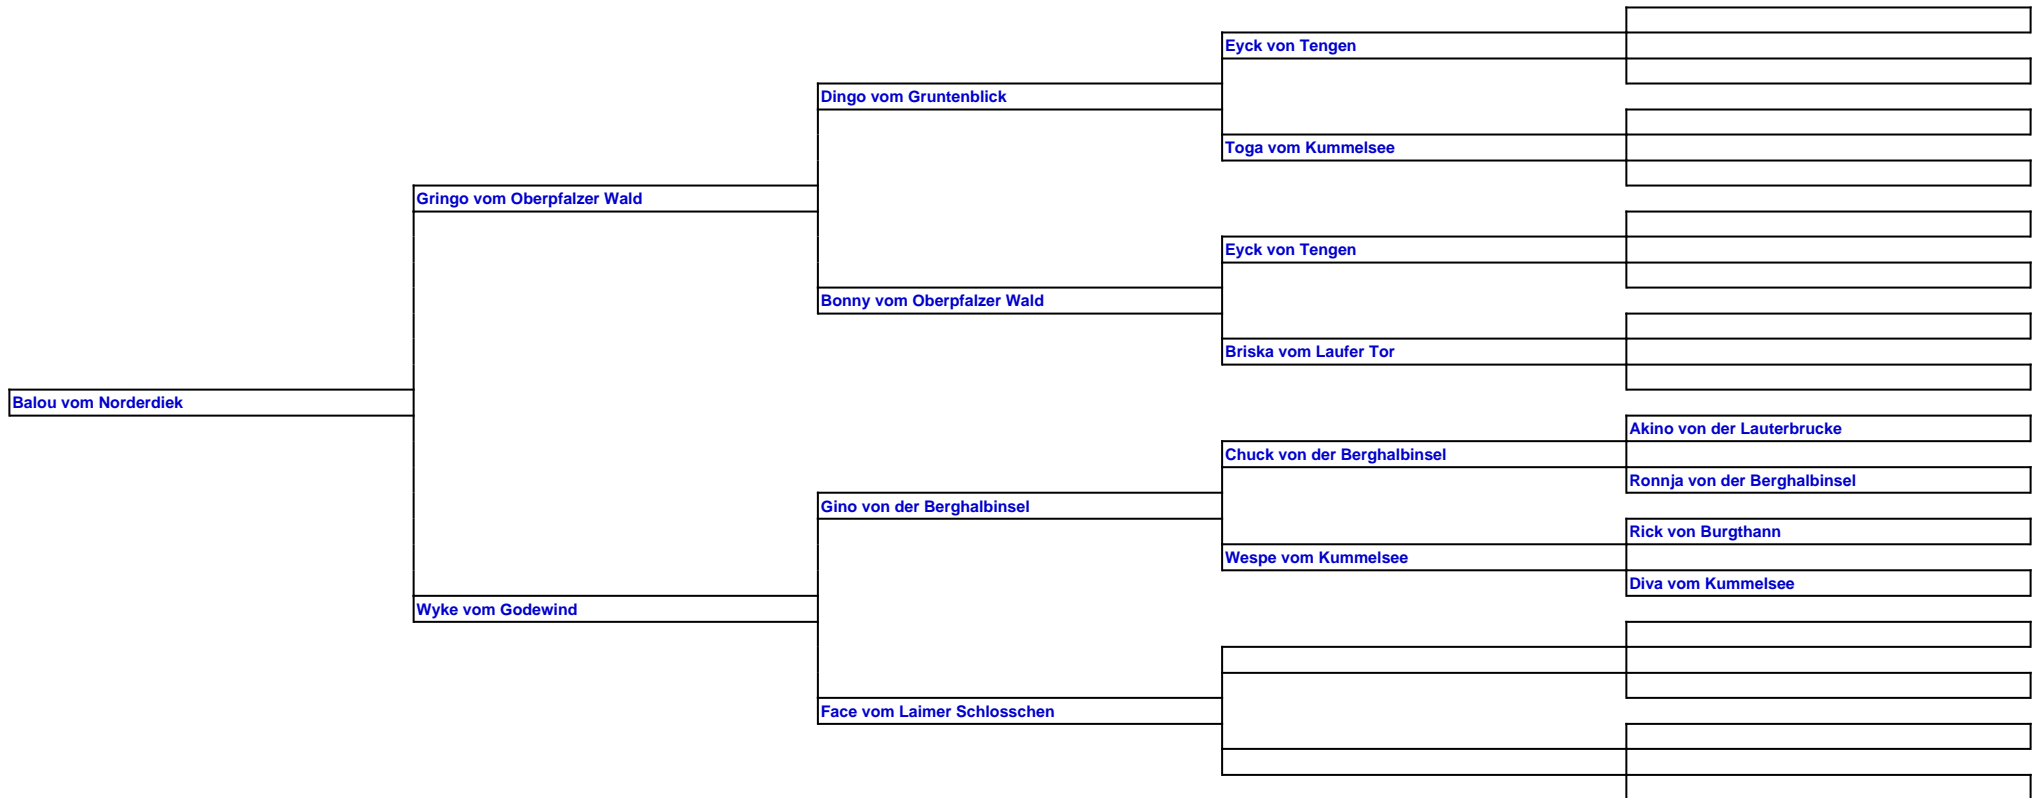 Eyck von Tengen
Dingo vom Gruntenblick
Toga vom Kummelsee
Gringo vom Oberpfalzer Wald
Eyck von Tengen
Bonny vom Oberpfalzer Wald
Briska vom Laufer Tor
Balou vom Norderdiek
Akino von der Lauterbrucke
Chuck von der Berghalbinsel
Ronnja von der Berghalbinsel
Gino von der Berghalbinsel
Rick von Burgthann
Wespe vom Kummelsee
Diva vom Kummelsee
Wyke vom Godewind
Face vom Laimer Schlosschen